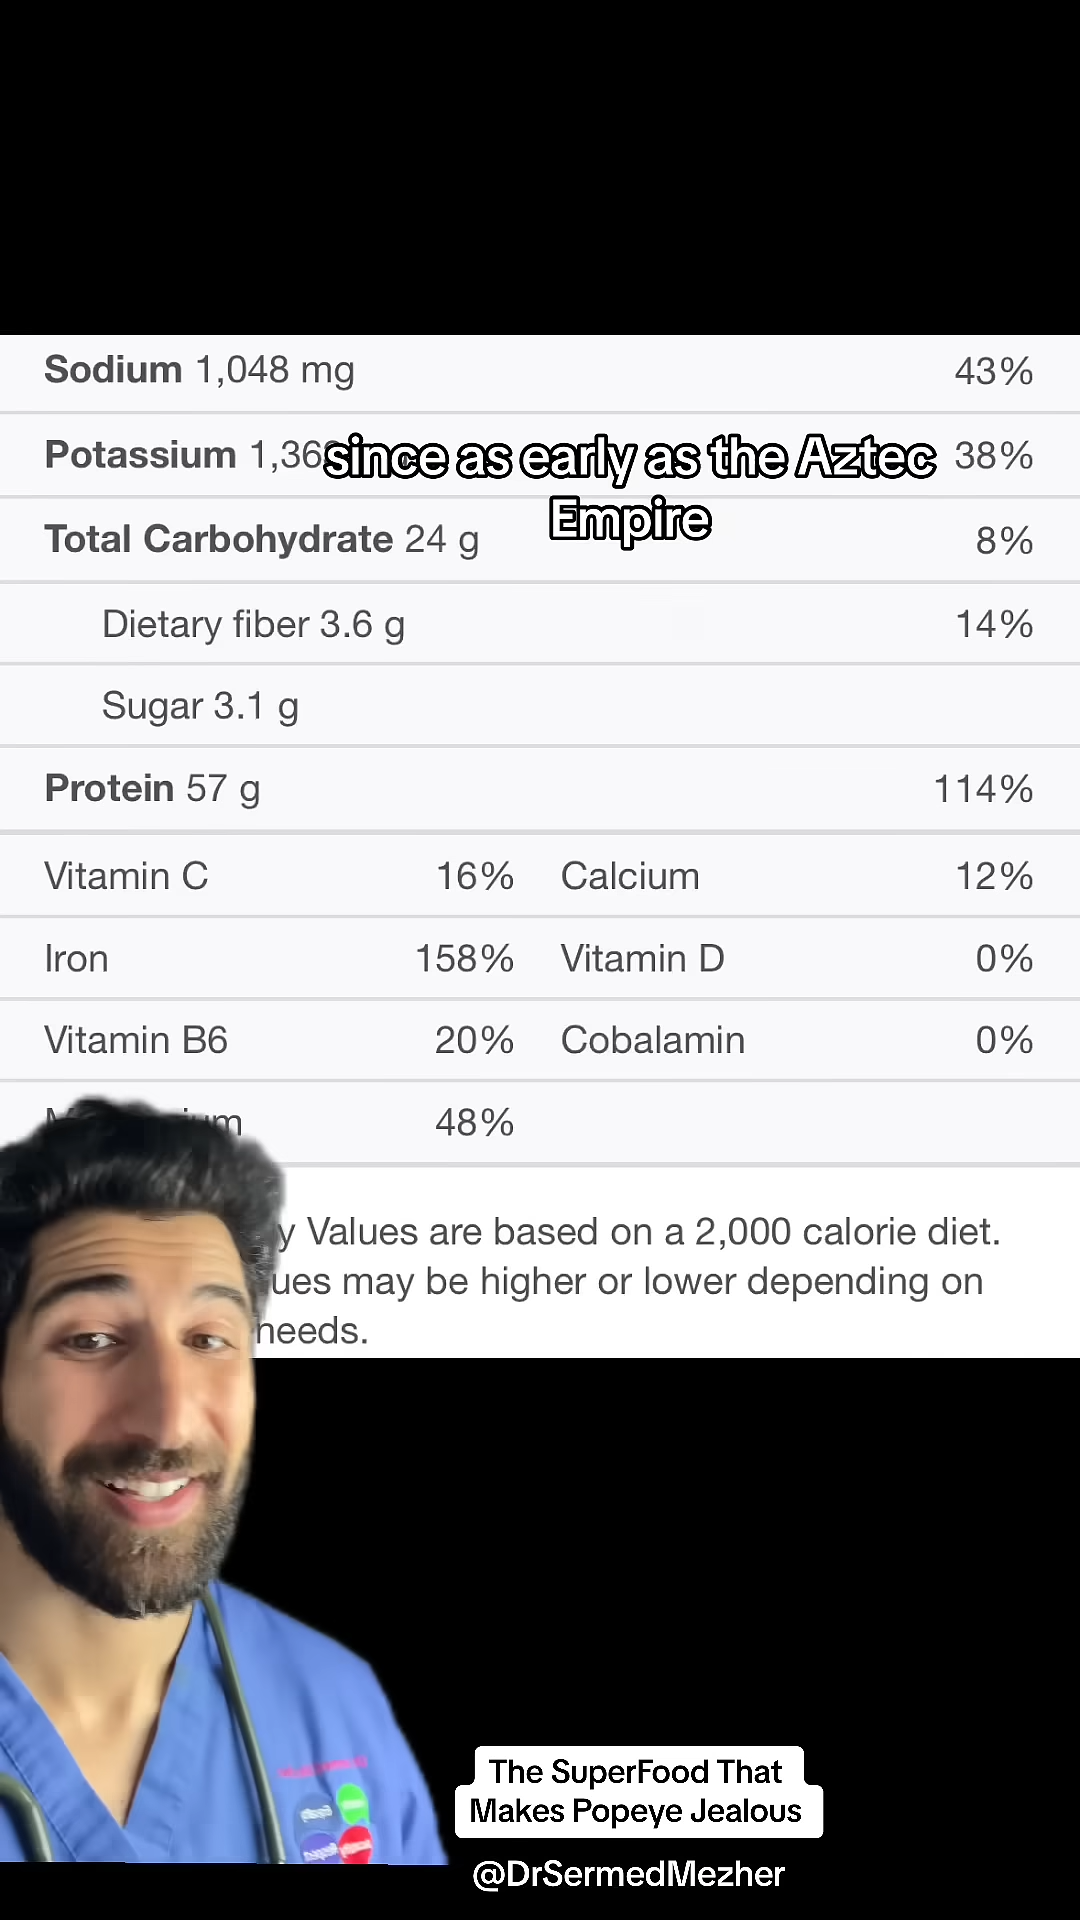 Sodium 1,048 mg 43%
Potassium 1,36 38%
since as early as the Aztec
Empire
Total Carbohydrate 24 g 8%
Dietary fiber 3.6 g 14%
Sugar 3.1 g
Protein 57 g 114%
Vitamin C 16% Calcium 12%
Iron 158% Vitamin D 0%
Vitamin B6 20% Cobalamin 0%
48%
Values are based on a 2,000 calorie diet.
may be higher or lower depending on
needs.
The SuperFood That
Makes Popeye Jealous
@DrSermedMezher